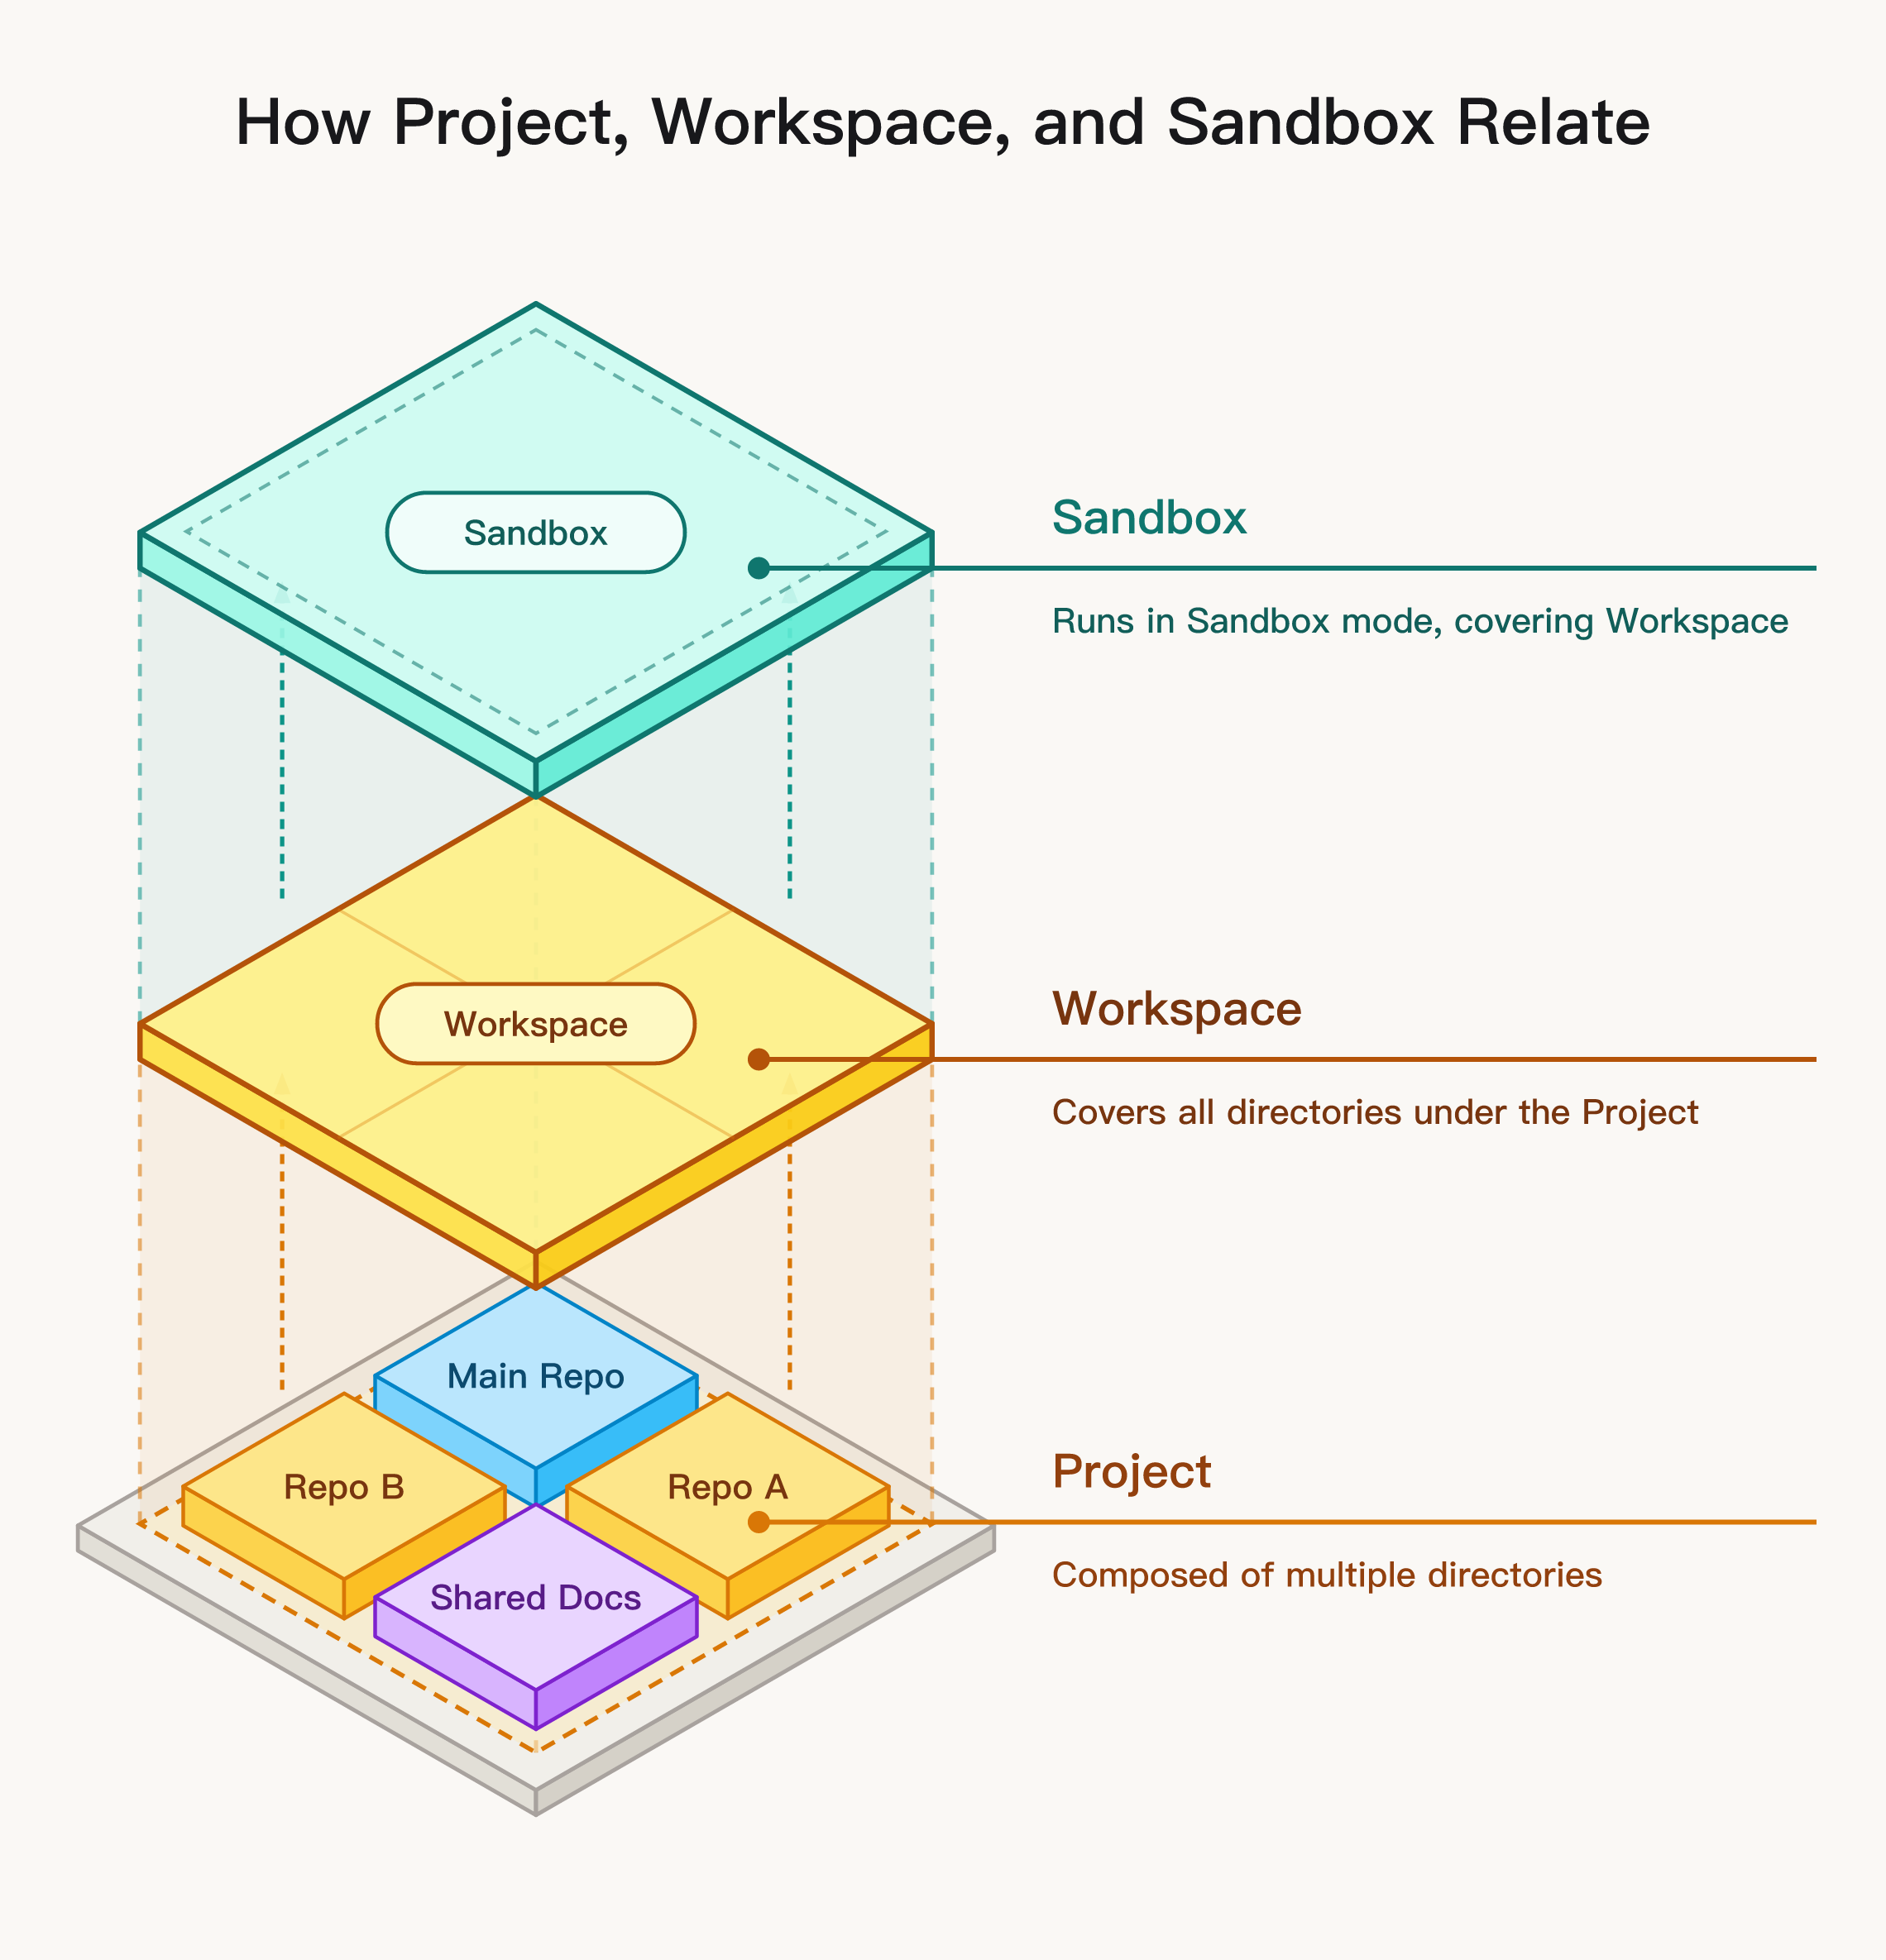 How Project, Workspace, and Sandbox Relate
Sandbox
Sandbox
Runs in Sandbox mode, covering Workspace
Workspace
Workspace
Covers all directories under the Project
Main Repo
Repo B
Repo A
Shared Docs
Project
Composed of multiple directories